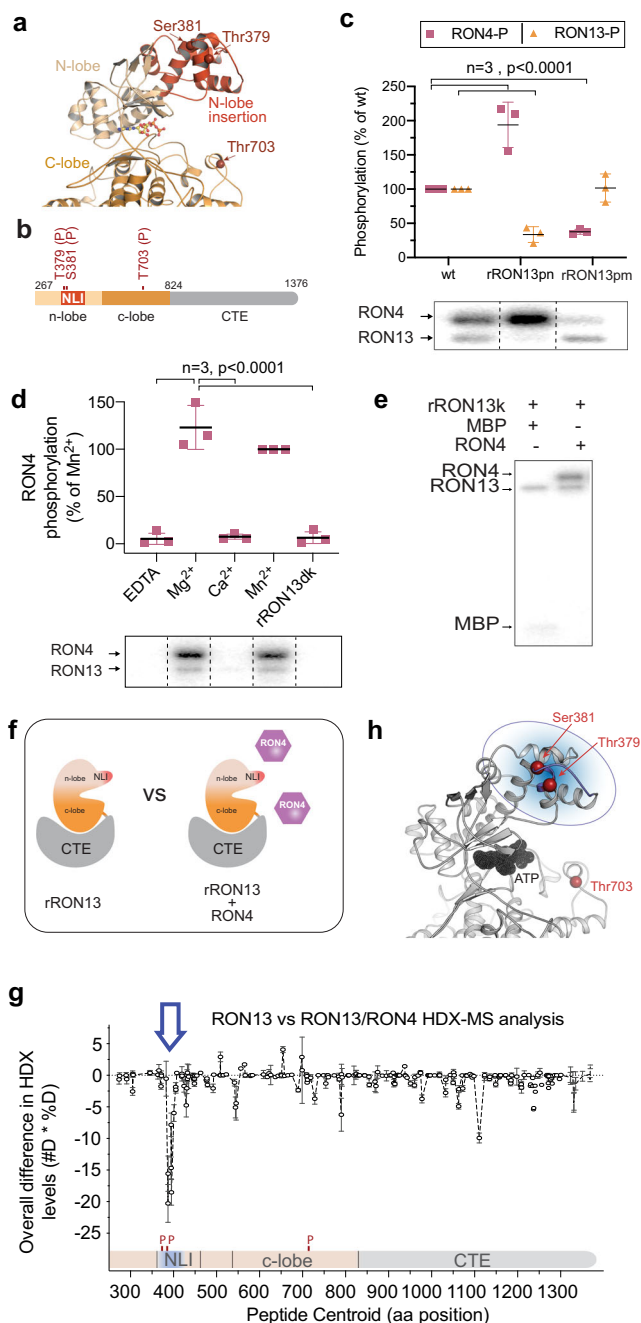 a
Ser381
Thr379
N-lobe
N-lobe
insertion
C-lobe
Thr703
b
T379 (P)
S381 (P)
T703 (P)
267
824
1376
NLI
n-lobe
c-lobe
CTE
c
RON4-P
RON13-P
n=3 , p<0.0001
Phosphorylation (% of wt)
250
200
150
100
50
0
wt
rRON13pn
rRON13pm
RON4
RON13
d
n=3, p<0.0001
RON4
phosphorylation
(% of Mn²⁺)
150
100
50
0
EDTA
Mg²⁺
Ca²⁺
Mn²⁺
rRON13dk
RON4
RON13
e
rRON13k + +
MBP + -
RON4 - +
RON4
RON13
MBP
f
n-lobe
NLI
c-lobe
CTE
rRON13
VS
RON4
RON4
n-lobe
NLI
c-lobe
CTE
rRON13
+
RON4
h
Ser381
Thr379
ATP
Thr703
g
RON13 vs RON13/RON4 HDX-MS analysis
Overall difference in HDX
levels (#D * %D)
5
0
-5
-10
-15
-20
-25
P P
P
NLI
c-lobe
CTE
300 400 500 600 700 800 900 1000 1100 1200 1300
Peptide Centroid (aa position)